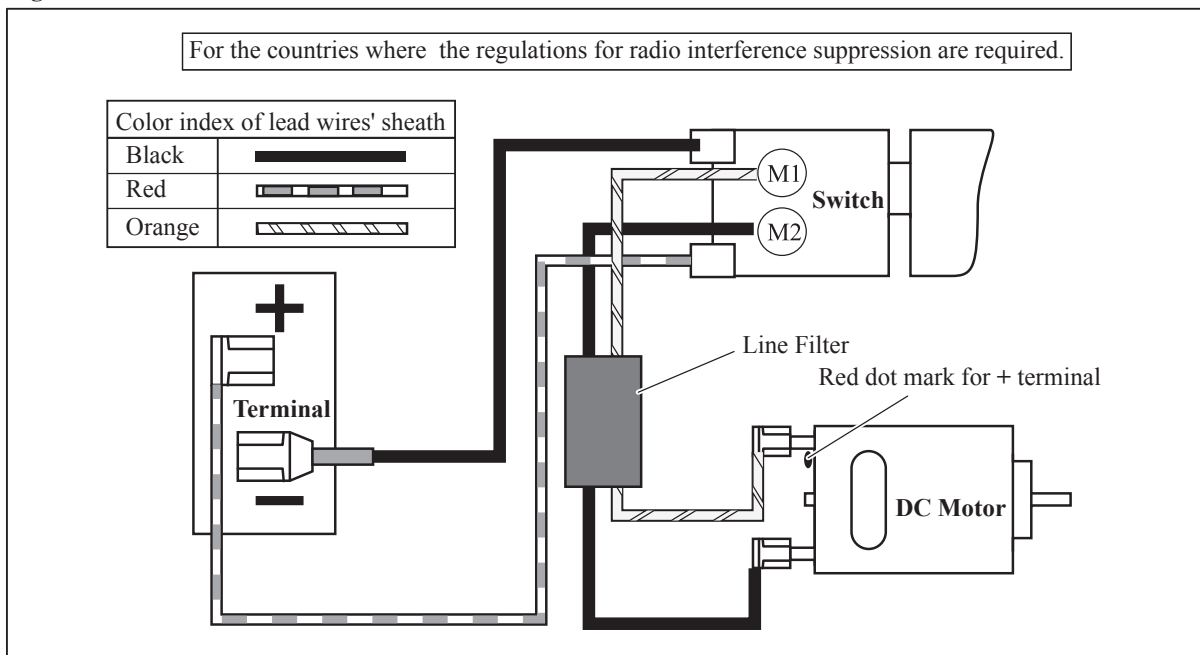 For the countries where the regulations for radio interference suppression are required.
Color index of lead wires' sheath
Black
Red
Orange
M1
Switch
M2
+
Line Filter
Red dot mark for + terminal
Terminal
−
DC Motor